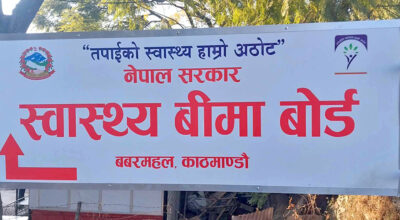 “तपाईको स्वास्थ्य हाम्रो अठोट”
नेपाल सरकार
स्वास्थ्य बीमा बोर्ड
बबरमहल, काठमाण्डौ